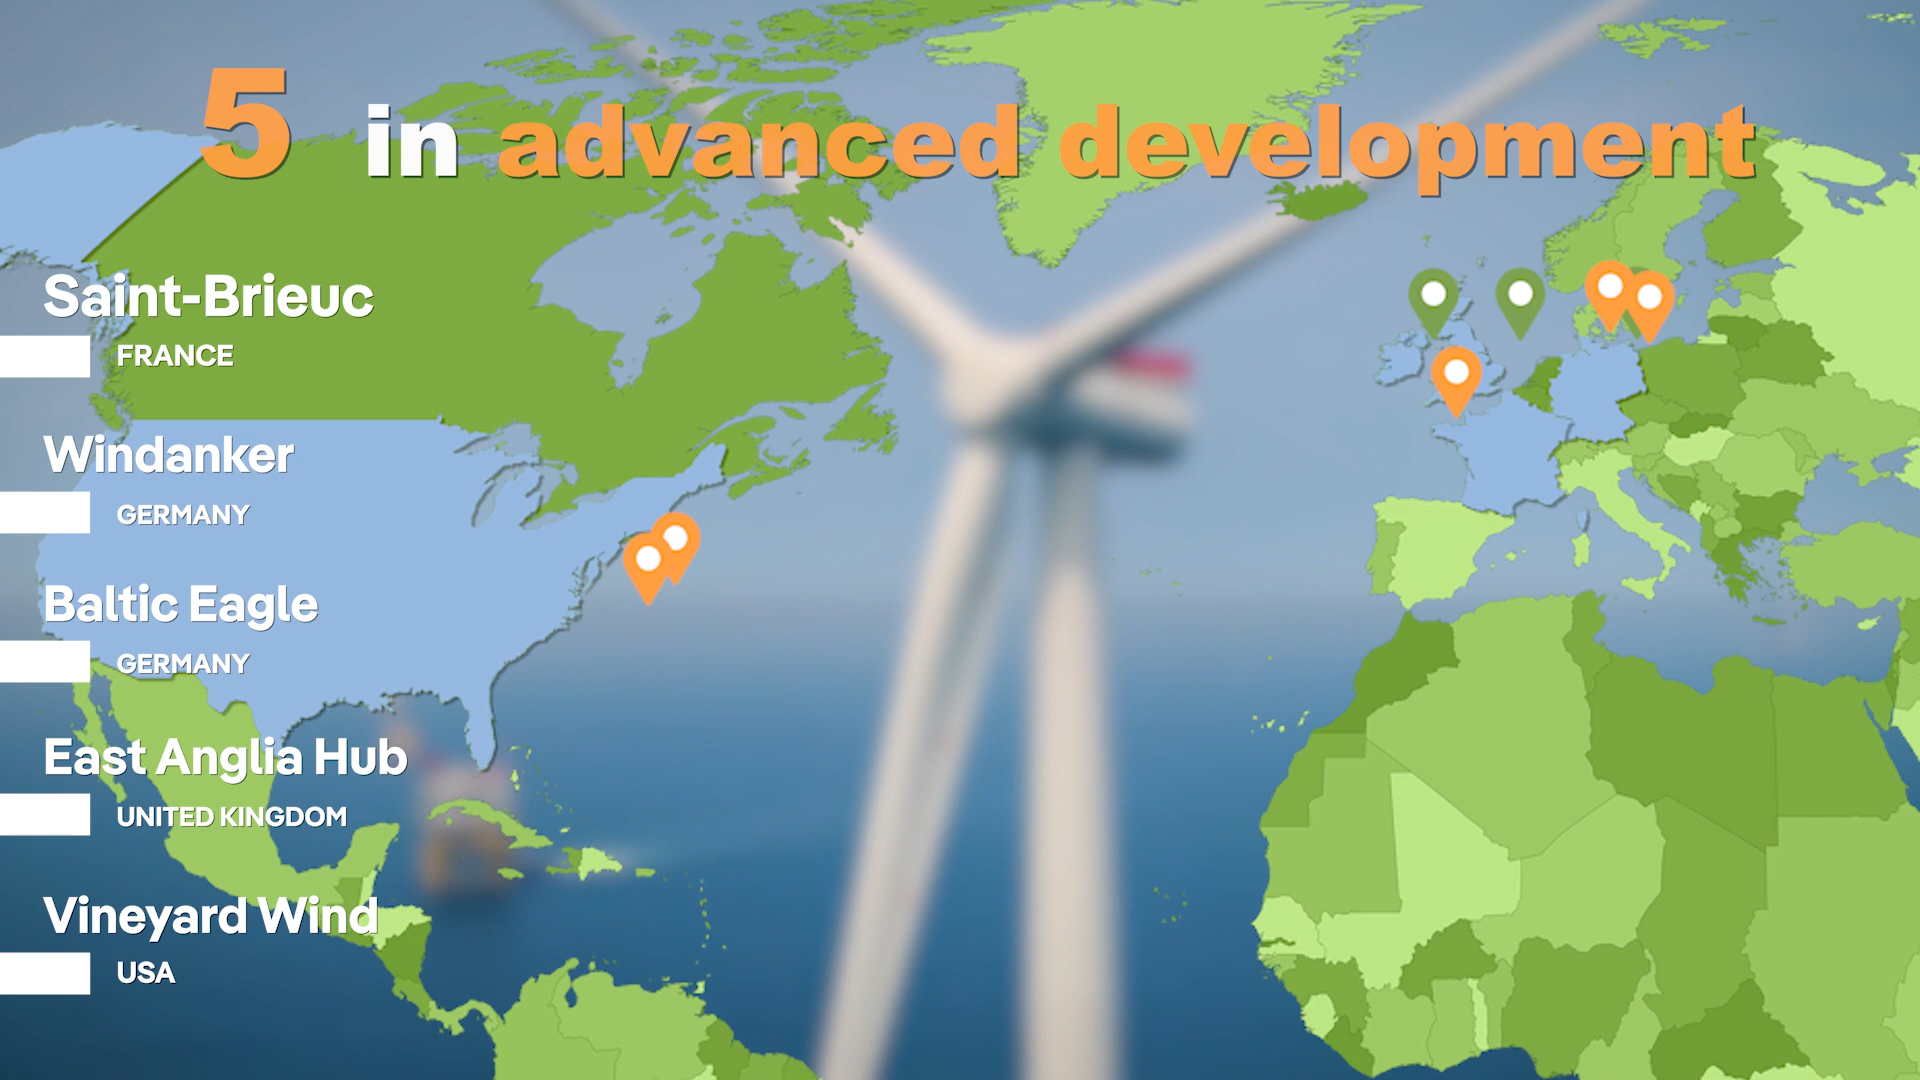 5 in advanced development
Saint-Brieuc
FRANCE
Windanker
GERMANY
Baltic Eagle
GERMANY
East Anglia Hub
UNITED KINGDOM
Vineyard Wind
USA